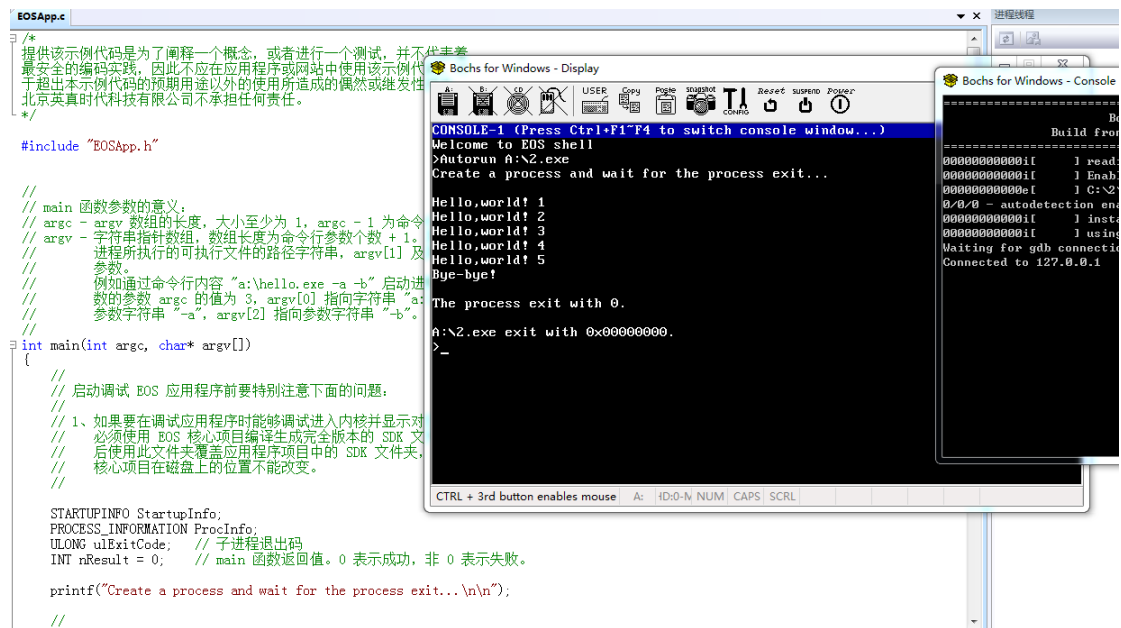 EOSApp.c
进程线程
/*
提供该示例代码是为了阐释一个概念，或者进行一个测试，并不代表着
最安全的编码实践，因此不应在应用程序或网站中使用该示例代
于超出本示例代码的预期用途以外的使用所造成的偶然或继发性
北京英真时代科技有限公司不承担任何责任。
*/
#include "EOSApp.h"
//
// main 函数参数的意义：
// argc - argv 数组的长度，大小至少为 1，argc - 1 为命令
// argv - 字符串指针数组，数组长度为命令行参数个数 + 1。
// 进程所执行的可执行文件的路径字符串，argv[1] 及
// 参数。
// 例如通过命令行内容 "a:\hello.exe -a -b" 启动进
// 数的参数 argc 的值为 3，argv[0] 指向字符串 "a:
// 参数字符串 "-a"，argv[2] 指向参数字符串 "-b"。
//
int main(int argc, char* argv[])
{
//
// 启动调试 EOS 应用程序前要特别注意下面的问题：
//
// 1、如果要在调试应用程序时能够调试进入内核并显示对
// 必须使用 EOS 核心项目编译生成完全版本的 SDK 文
// 后使用此文件夹覆盖应用程序项目中的 SDK 文件夹，
// 核心项目在磁盘上的位置不能改变。
//
STARTUPINFO StartupInfo;
PROCESS_INFORMATION ProcInfo;
ULONG ulExitCode; // 子进程退出码
INT nResult = 0; // main 函数返回值。0 表示成功，非 0 表示失败。
printf("Create a process and wait for the process exit...\n\n");
//
Bochs for Windows - Display
A: B: CD USER Copy Paste snapshot CONFIG Reset suspend Power
CONSOLE-1 (Press Ctrl+F1~F4 to switch console window...)
Welcome to EOS shell
>Autorun A:\2.exe
Create a process and wait for the process exit...
Hello,world! 1
Hello,world! 2
Hello,world! 3
Hello,world! 4
Hello,world! 5
Bye-bye!
The process exit with 0.
A:\2.exe exit with 0x00000000.
>_
CTRL + 3rd button enables mouse A: HD:0-M NUM CAPS SCRL
Bochs for Windows - Console
========================
Bo
Build from
========================
00000000000i[ ] readi
00000000000i[ ] Enabl
00000000000e[ ] C:\2\
0/0/0 - autodetection ena
00000000000i[ ] insta
00000000000i[ ] using
Waiting for gdb connectio
Connected to 127.0.0.1